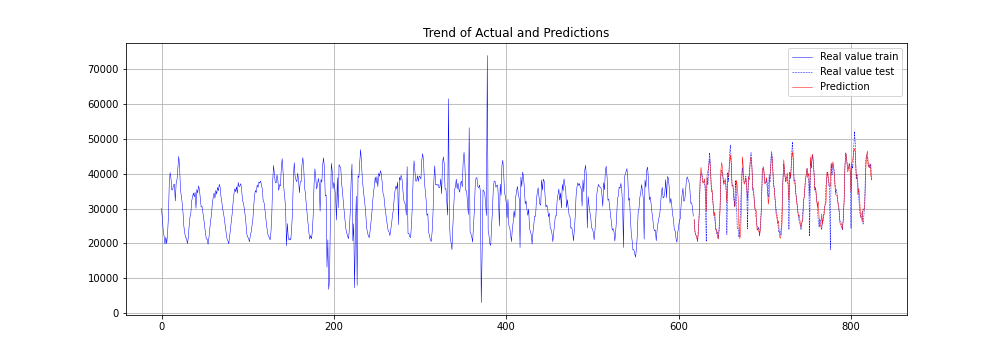 Trend of Actual and Predictions
Real value train
Real value test
Prediction
70000
60000
50000
40000
30000
20000
10000
0
0 200 400 600 800